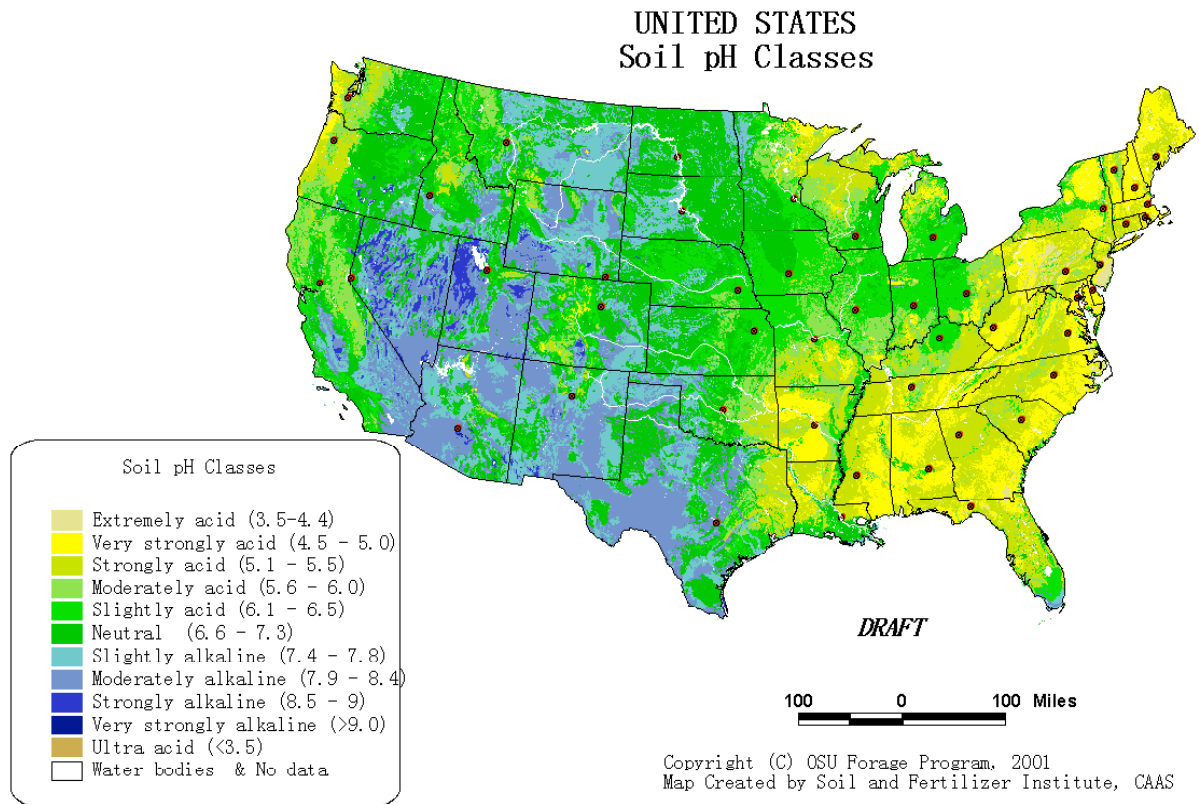 UNITED STATES
Soil pH Classes
Soil pH Classes
Extremely acid (3.5-4.4)
Very strongly acid (4.5 - 5.0)
Strongly acid (5.1 - 5.5)
Moderately acid (5.6 - 6.0)
Slightly acid (6.1 - 6.5)
Neutral (6.6 - 7.3)
Slightly alkaline (7.4 - 7.8)
Moderately alkaline (7.9 - 8.4)
Strongly alkaline (8.5 - 9)
Very strongly alkaline (>9.0)
Ultra acid (<3.5)
Water bodies & No data
DRAFT
100 0 100 Miles
Copyright (C) OSU Forage Program, 2001
Map Created by Soil and Fertilizer Institute, CAAS